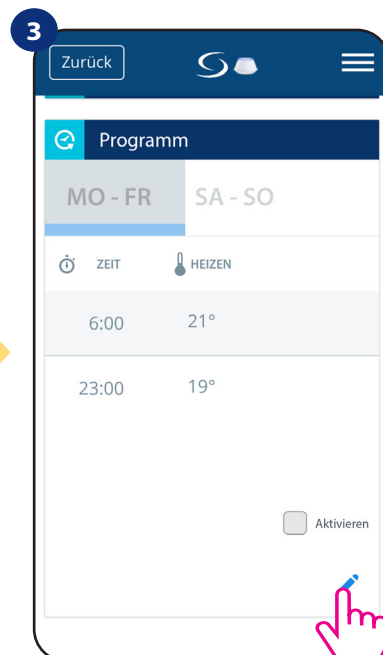 3
Zurück
Programm
MO - FR SA - SO
ZEIT HEIZEN
6:00 21°
23:00 19°
Aktivieren